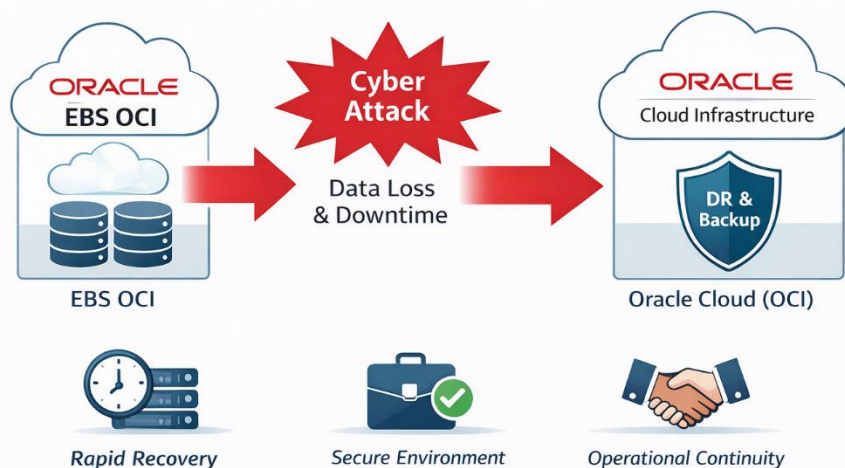 ORACLE
EBS OCI
EBS OCI
Cyber
Attack
Data Loss
& Downtime
ORACLE
Cloud Infrastructure
DR &
Backup
Oracle Cloud (OCI)
Rapid Recovery
Secure Environment
Operational Continuity